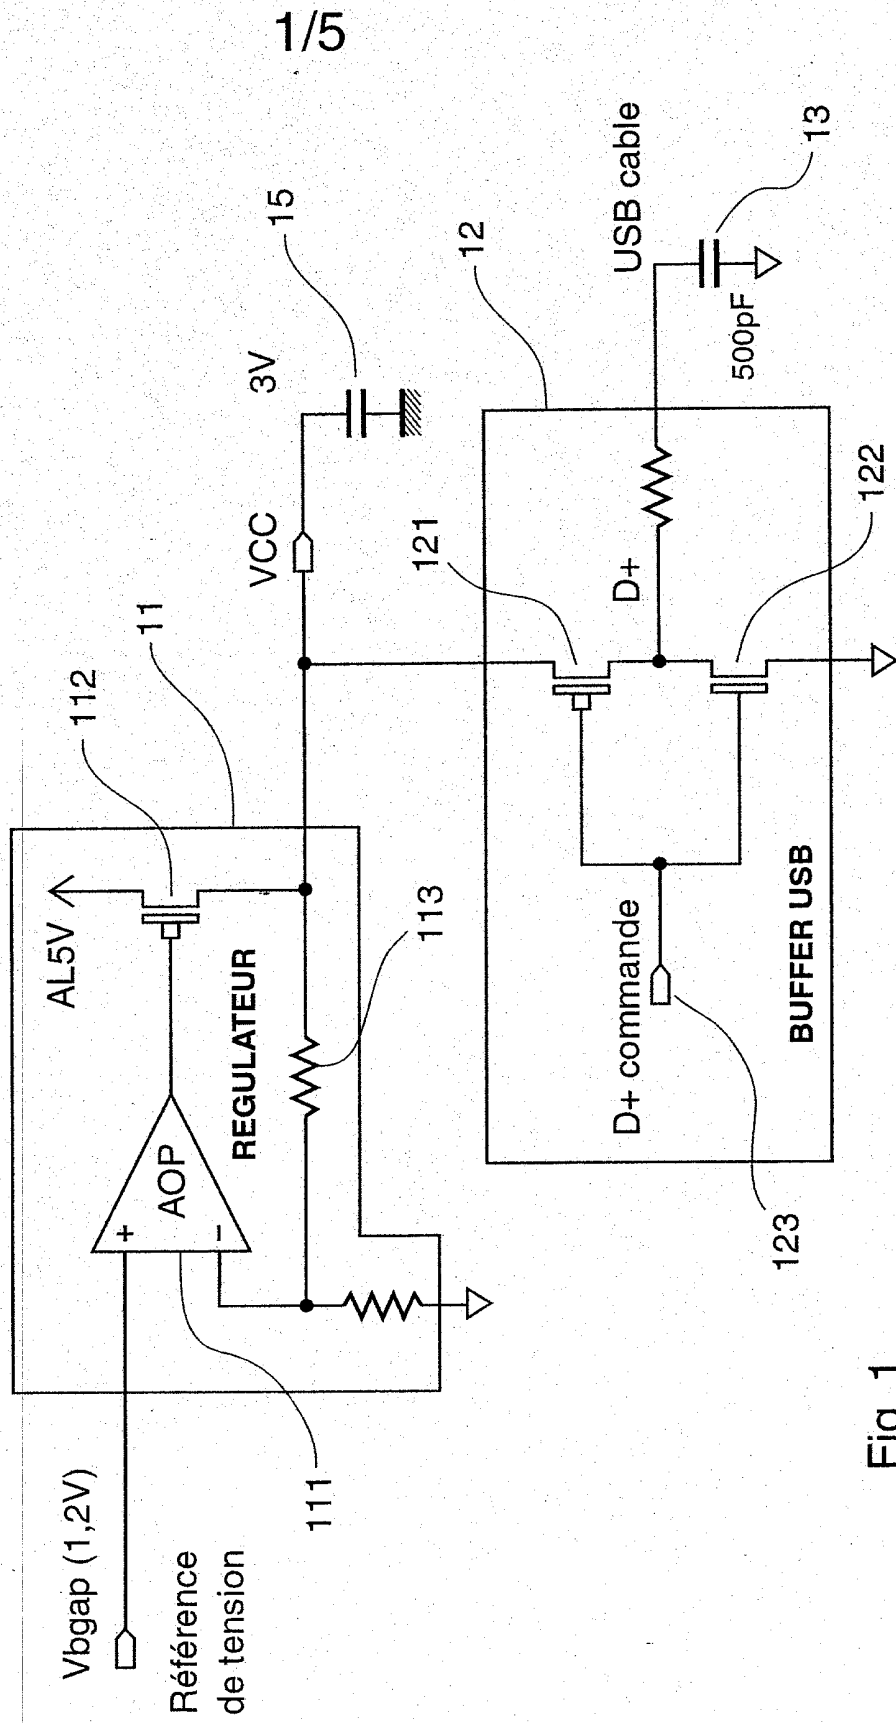 1/5
Vbgap (1,2V)
Référence
de tension
111
+
−
AOP
REGULATEUR
AL5V
112
11
113
VCC
3V
15
123
D+ commande
BUFFER USB
121
D+
122
12
USB cable
500pF
13
Fig. 1